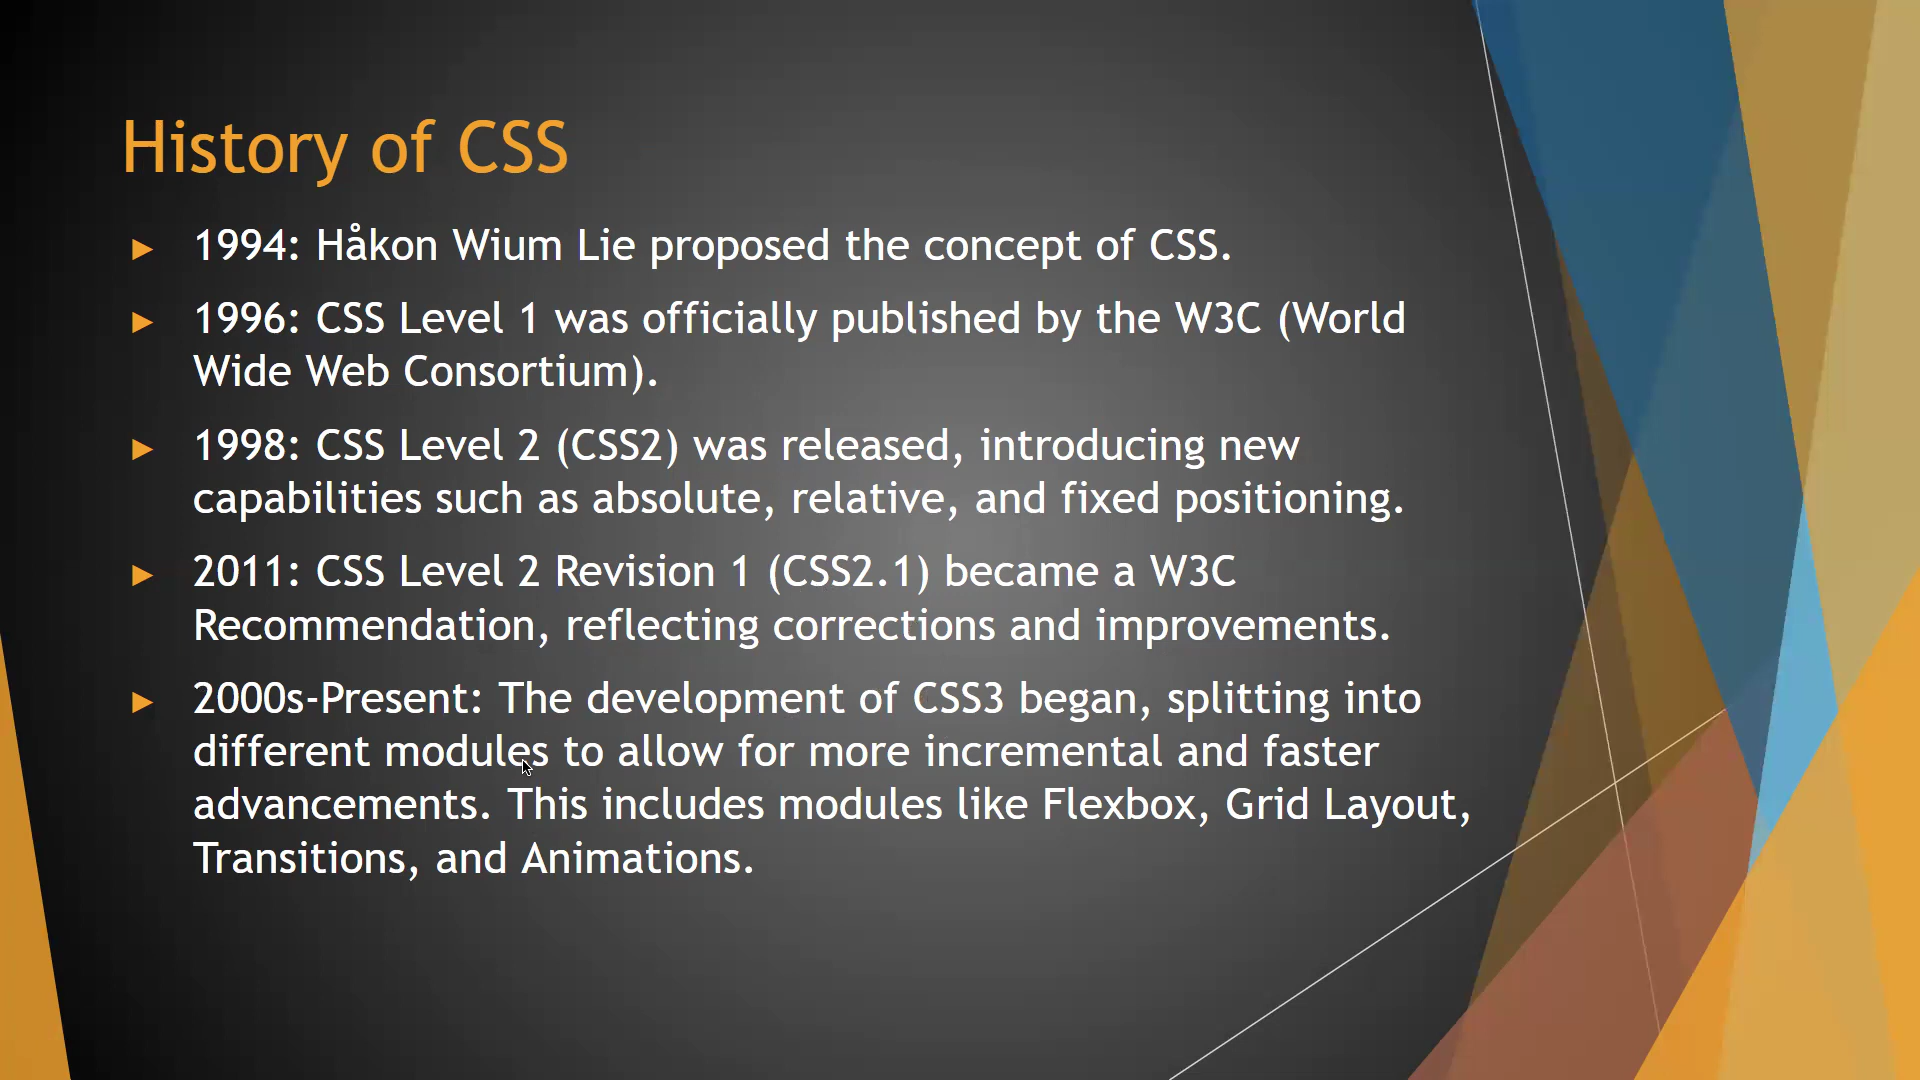 History of CSS
1994: Håkon Wium Lie proposed the concept of CSS.
1996: CSS Level 1 was officially published by the W3C (World
Wide Web Consortium).
1998: CSS Level 2 (CSS2) was released, introducing new
capabilities such as absolute, relative, and fixed positioning.
2011: CSS Level 2 Revision 1 (CSS2.1) became a W3C
Recommendation, reflecting corrections and improvements.
2000s-Present: The development of CSS3 began, splitting into
different modules to allow for more incremental and faster
advancements. This includes modules like Flexbox, Grid Layout,
Transitions, and Animations.